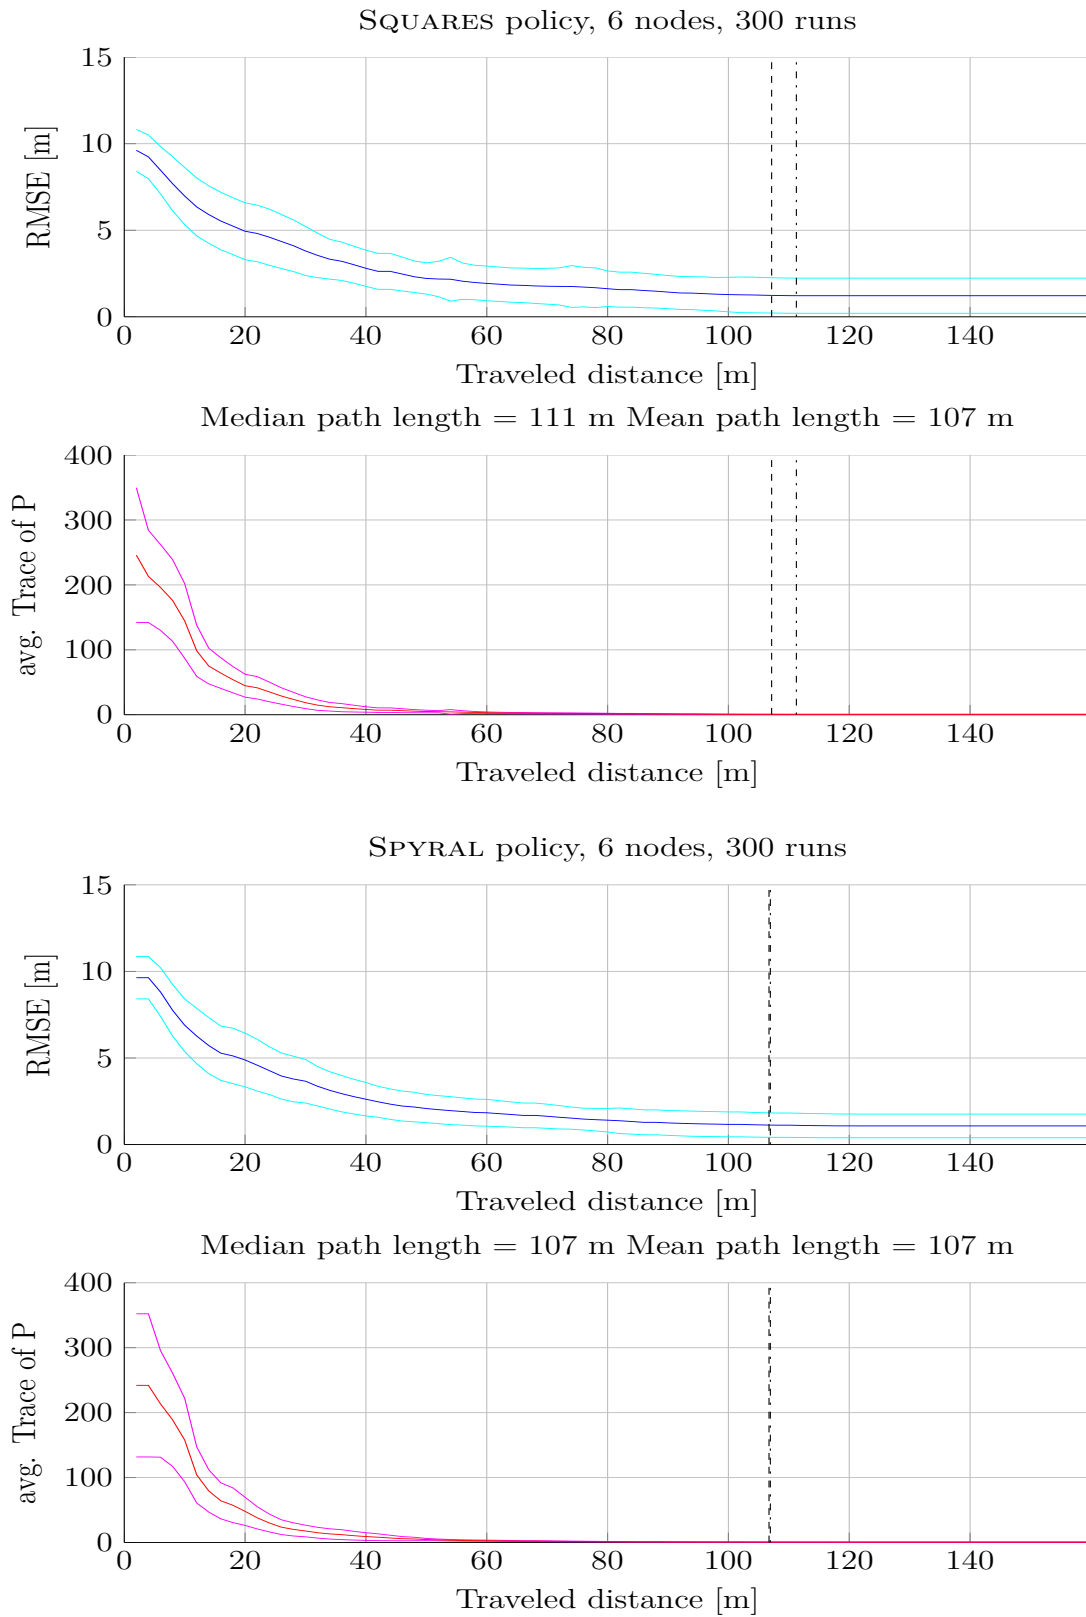 SQUARES policy, 6 nodes, 300 runs
15
10
5
0
RMSE [m]
0 20 40 60 80 100 120 140
Traveled distance [m]
Median path length = 111 m Mean path length = 107 m
400
300
200
100
0
avg. Trace of P
0 20 40 60 80 100 120 140
Traveled distance [m]
SPYRAL policy, 6 nodes, 300 runs
15
10
5
0
RMSE [m]
0 20 40 60 80 100 120 140
Traveled distance [m]
Median path length = 107 m Mean path length = 107 m
400
300
200
100
0
avg. Trace of P
0 20 40 60 80 100 120 140
Traveled distance [m]